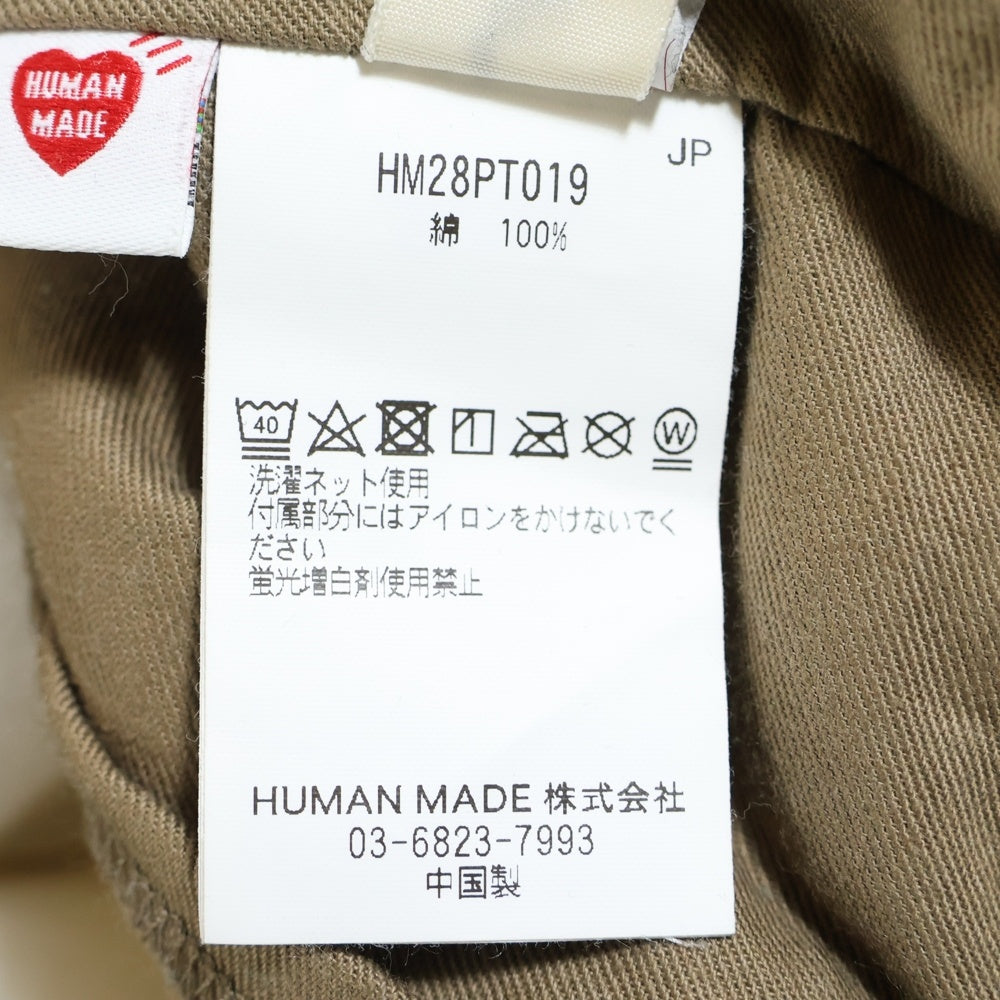 HUMAN
MADE
JP
HM28PT019
綿 100%
40
W
洗濯ネット使用
付属部分にはアイロンをかけないでく
ださい
蛍光増白剤使用禁止
HUMAN MADE 株式会社
03-6823-7993
中国製